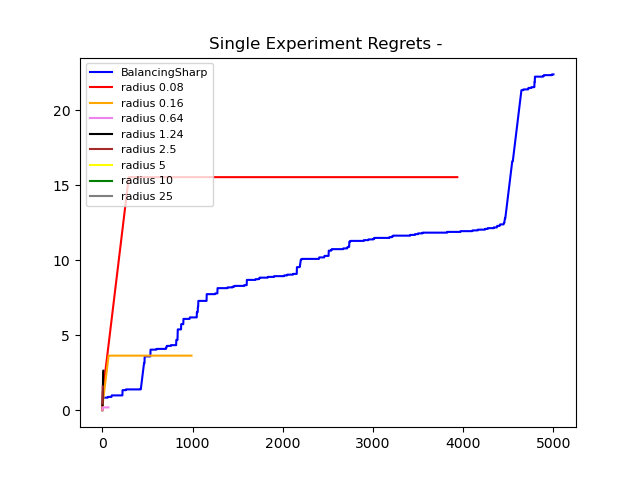 Single Experiment Regrets -
BalancingSharp
radius 0.08
radius 0.16
radius 0.64
radius 1.24
radius 2.5
radius 5
radius 10
radius 25
20
15
10
5
0
0 1000 2000 3000 4000 5000